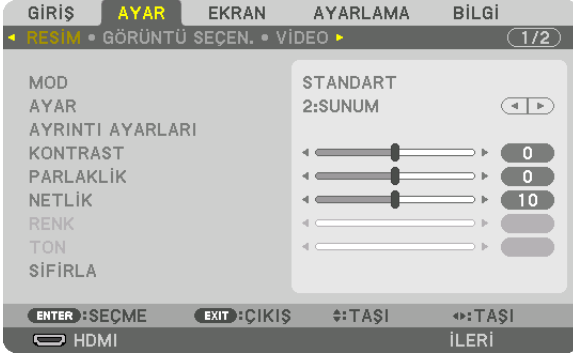 GİRİŞ AYAR EKRAN AYARLAMA BİLGİ
RESİM • GÖRÜNTÜ SEÇEN. • VİDEO 1/2
MOD STANDART
AYAR 2:SUNUM
AYRINTI AYARLARI
KONTRAST 0
PARLAKLİK 0
NETLİK 10
RENK
TON
SİFİRLA
ENTER :SEÇME EXIT :ÇIKIŞ :TAŞI :TAŞI
HDMI İLERİ